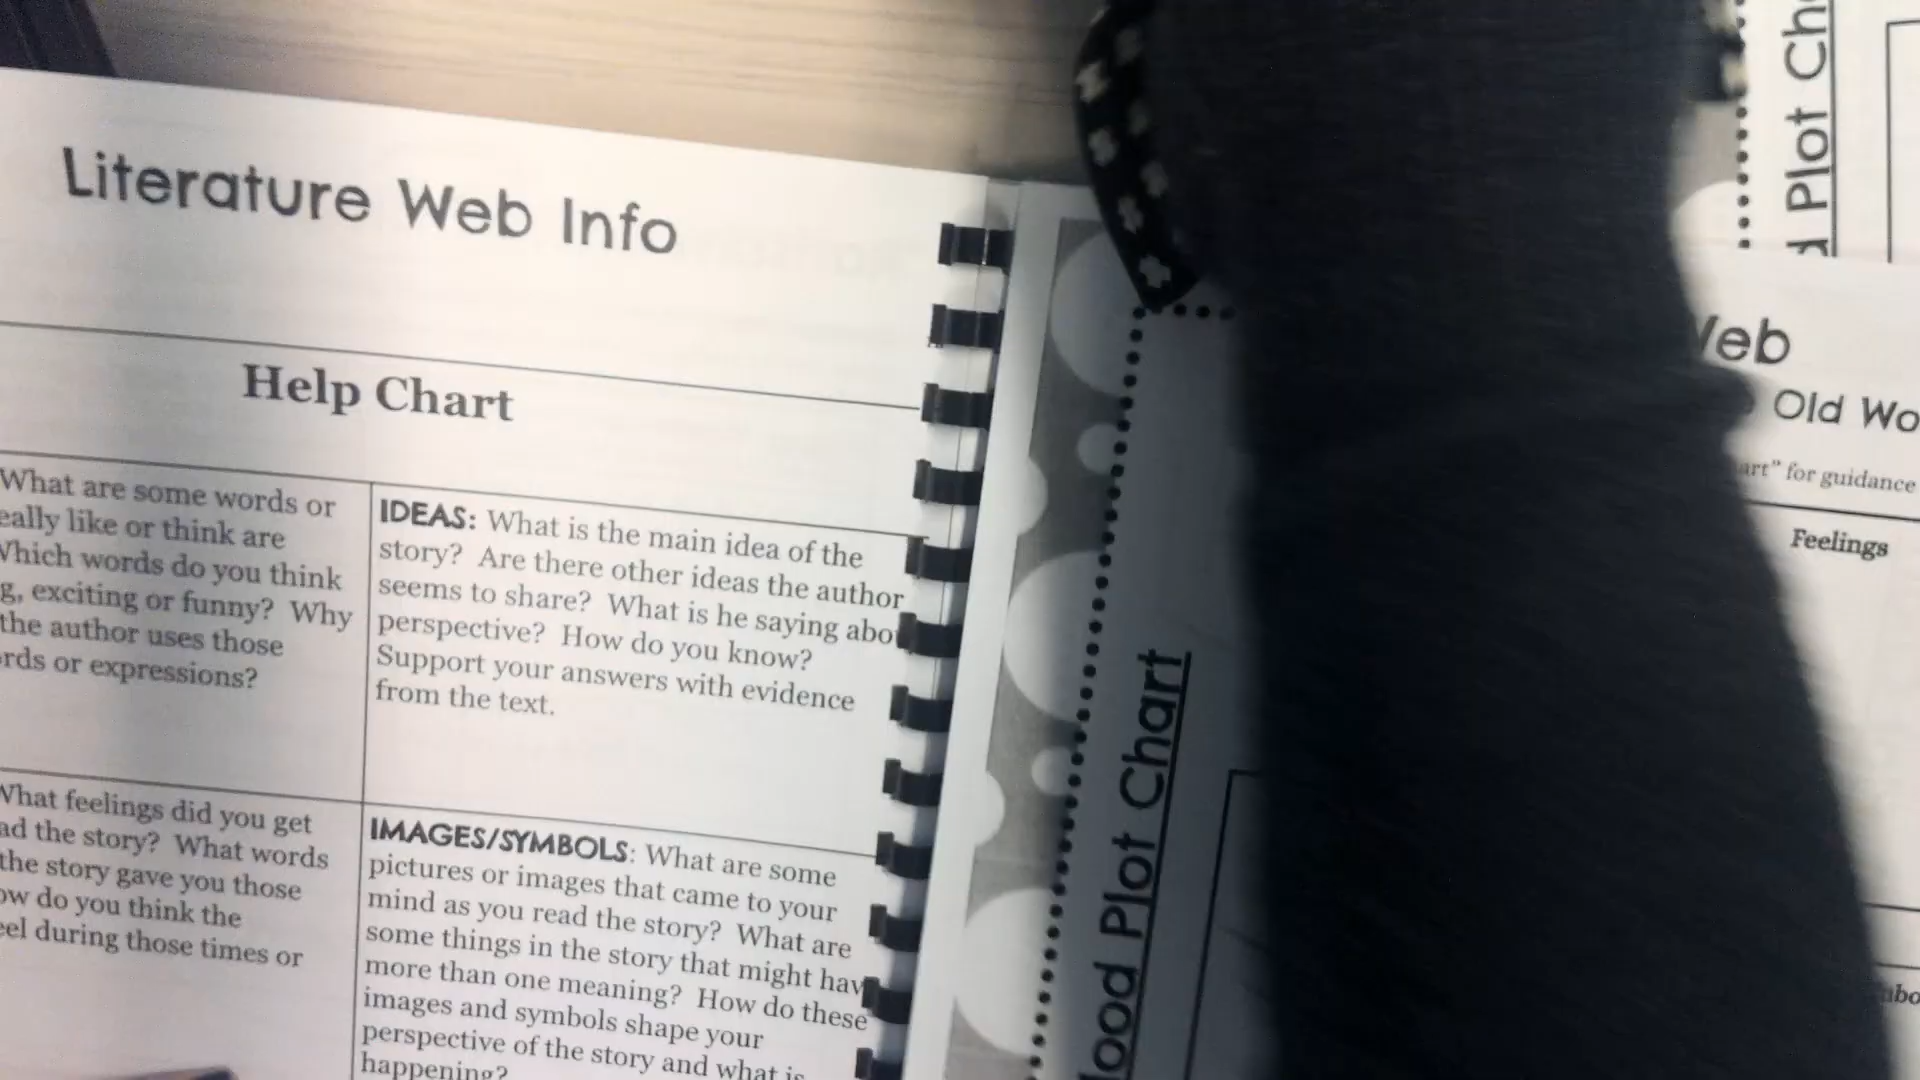 Literature Web Info
Help Chart
What are some words or
eally like or think are
Which words do you think
g, exciting or funny? Why
the author uses those
rds or expressions?
IDEAS: What is the main idea of the
story? Are there other ideas the author
seems to share? What is he saying abou
perspective? How do you know?
Support your answers with evidence
from the text.
What feelings did you get
ad the story? What words
the story gave you those
ow do you think the
eel during those times or
IMAGES/SYMBOLS: What are some
pictures or images that came to your
mind as you read the story? What are
some things in the story that might hav
more than one meaning? How do these
images and symbols shape your
perspective of the story and what is
happening?
lood Plot Chart
d Plot Cha
Web
Old Wo
art" for guidance
Feelings